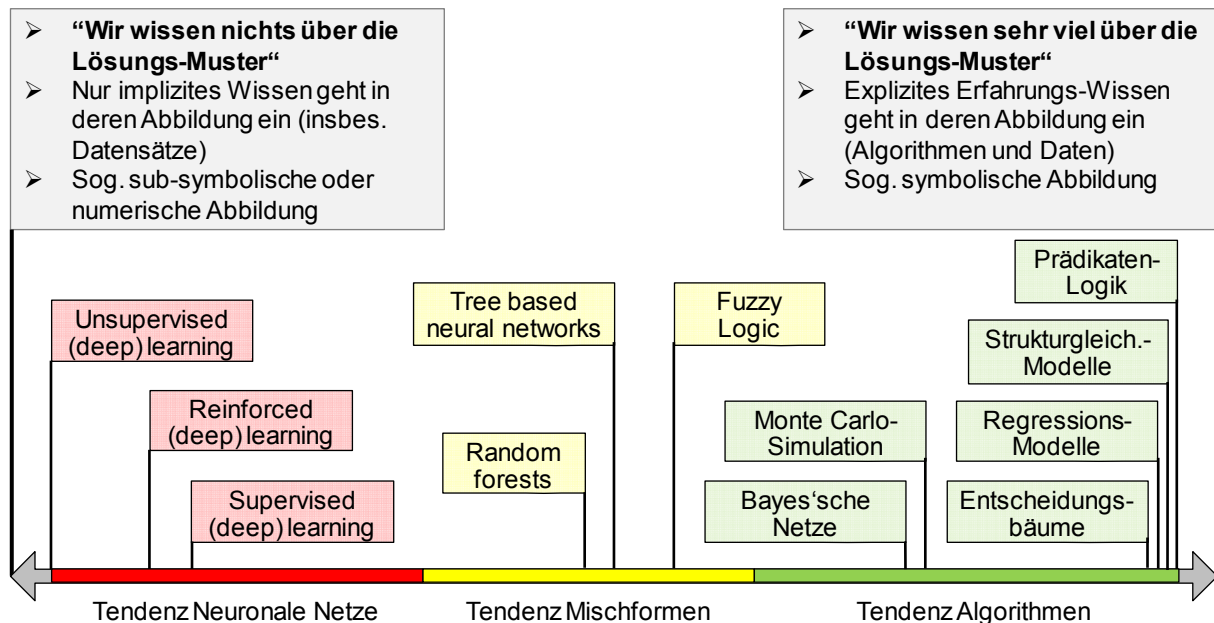 ➢ “Wir wissen nichts über die
Lösungs-Muster“
➢ Nur implizites Wissen geht in
deren Abbildung ein (insbes.
Datensätze)
➢ Sog. sub-symbolische oder
numerische Abbildung
➢ “Wir wissen sehr viel über die
Lösungs-Muster“
➢ Explizites Erfahrungs-Wissen
geht in deren Abbildung ein
(Algorithmen und Daten)
➢ Sog. symbolische Abbildung
Unsupervised
(deep) learning
Reinforced
(deep) learning
Supervised
(deep) learning
Tree based
neural networks
Random
forests
Fuzzy
Logic
Monte Carlo-
Simulation
Bayes‘sche
Netze
Prädikaten-
Logik
Strukturgleich.-
Modelle
Regressions-
Modelle
Entscheidungs-
bäume
Tendenz Neuronale Netze
Tendenz Mischformen
Tendenz Algorithmen